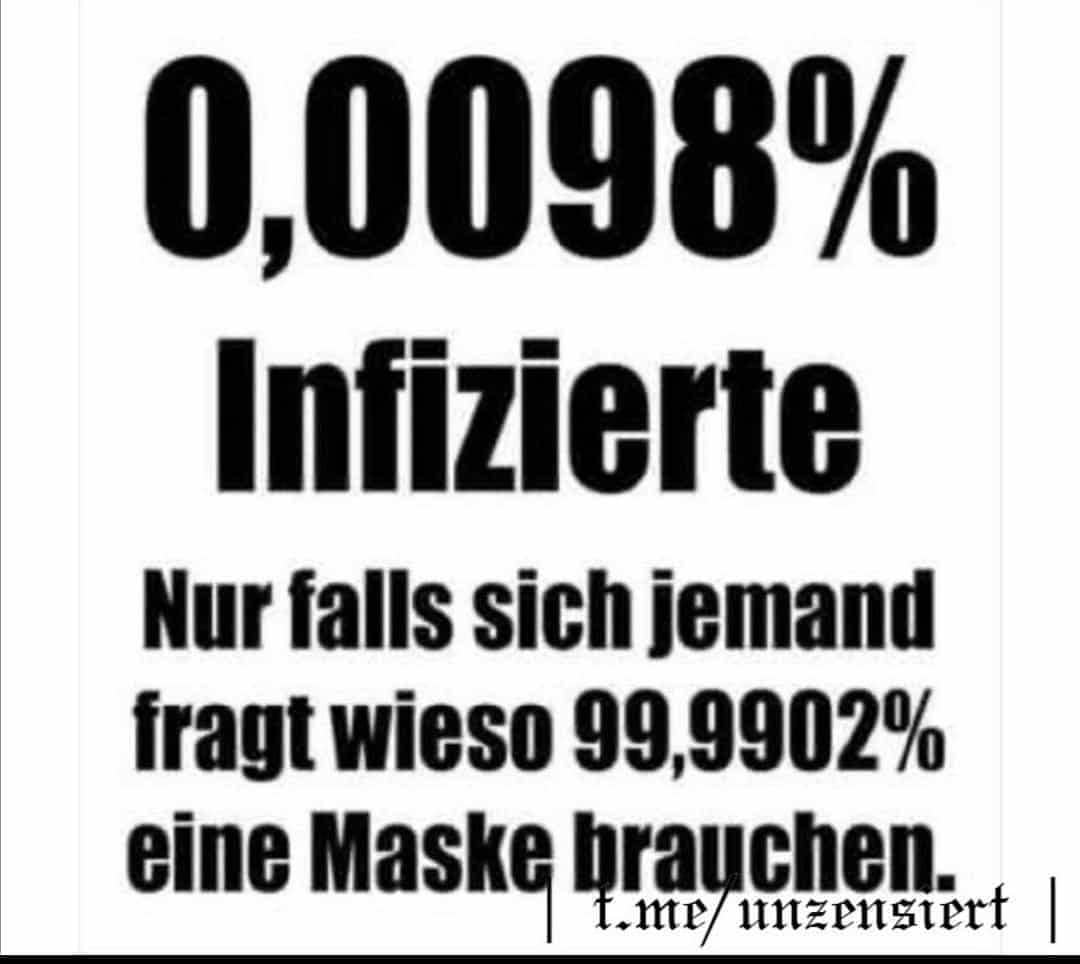 0,0098%
Infizierte
Nur falls sich jemand
fragt wieso 99,9902%
eine Maske brauchen.
| t.me/unzensiert |